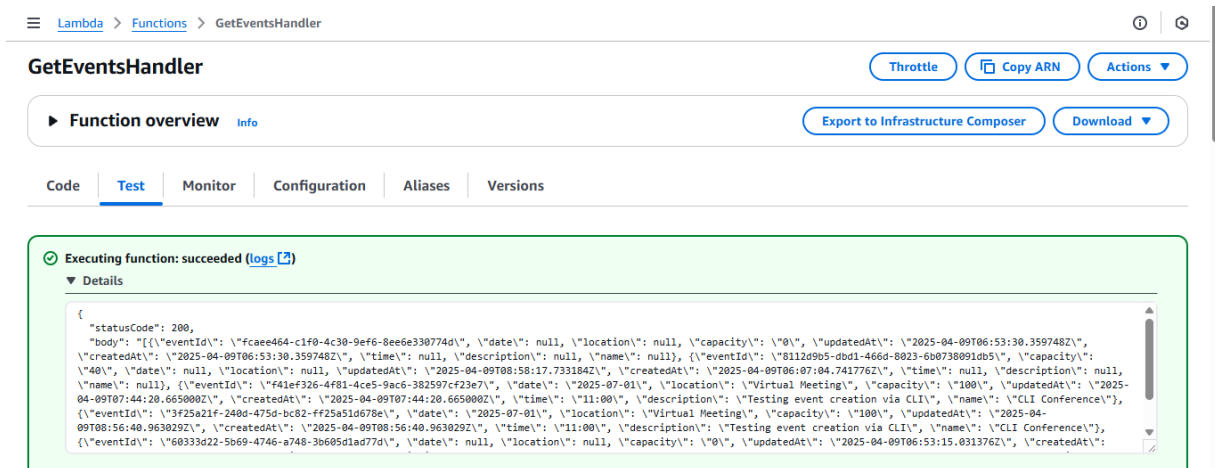 Lambda > Functions > GetEventsHandler
GetEventsHandler
Throttle Copy ARN Actions
Function overview Info
Export to Infrastructure Composer Download
Code Test Monitor Configuration Aliases Versions
Executing function: succeeded (logs)
Details
{
"statusCode": 200,
"body": "[{\"eventId\": \"fcaee464-c1f0-4c30-9ef6-8ee6e330774d\", \"date\": null, \"location\": null, \"capacity\": \"0\", \"updatedAt\": \"2025-04-09T06:53:30.359748Z\",
\"createdAt\": \"2025-04-09T06:53:30.359748Z\", \"time\": null, \"description\": null, \"name\": null}, {\"eventId\": \"8112d9b5-dbd1-466d-8023-6b0738091db5\", \"capacity\":
\"40\", \"date\": null, \"location\": null, \"updatedAt\": \"2025-04-09T08:58:17.733184Z\", \"createdAt\": \"2025-04-09T06:07:04.741776Z\", \"time\": null, \"description\": null,
\"name\": null}, {\"eventId\": \"f41ef326-4f81-4ce5-9ac6-382597cf23e7\", \"date\": \"2025-07-01\", \"location\": \"Virtual Meeting\", \"capacity\": \"100\", \"updatedAt\": \"2025-
04-09T07:44:20.665000Z\", \"createdAt\": \"2025-04-09T07:44:20.665000Z\", \"time\": \"11:00\", \"description\": \"Testing event creation via CLI\", \"name\": \"CLI Conference\"},
{\"eventId\": \"3f25a21f-240d-475d-bc82-ff25a51d678e\", \"date\": \"2025-07-01\", \"location\": \"Virtual Meeting\", \"capacity\": \"100\", \"updatedAt\": \"2025-04-
09T08:56:40.963029Z\", \"createdAt\": \"2025-04-09T08:56:40.963029Z\", \"time\": \"11:00\", \"description\": \"Testing event creation via CLI\", \"name\": \"CLI Conference\"},
{\"eventId\": \"60333d22-5b69-4746-a748-3b605d1ad77d\", \"date\": null, \"location\": null, \"capacity\": \"0\", \"updatedAt\": \"2025-04-09T06:53:15.031376Z\", \"createdAt\":